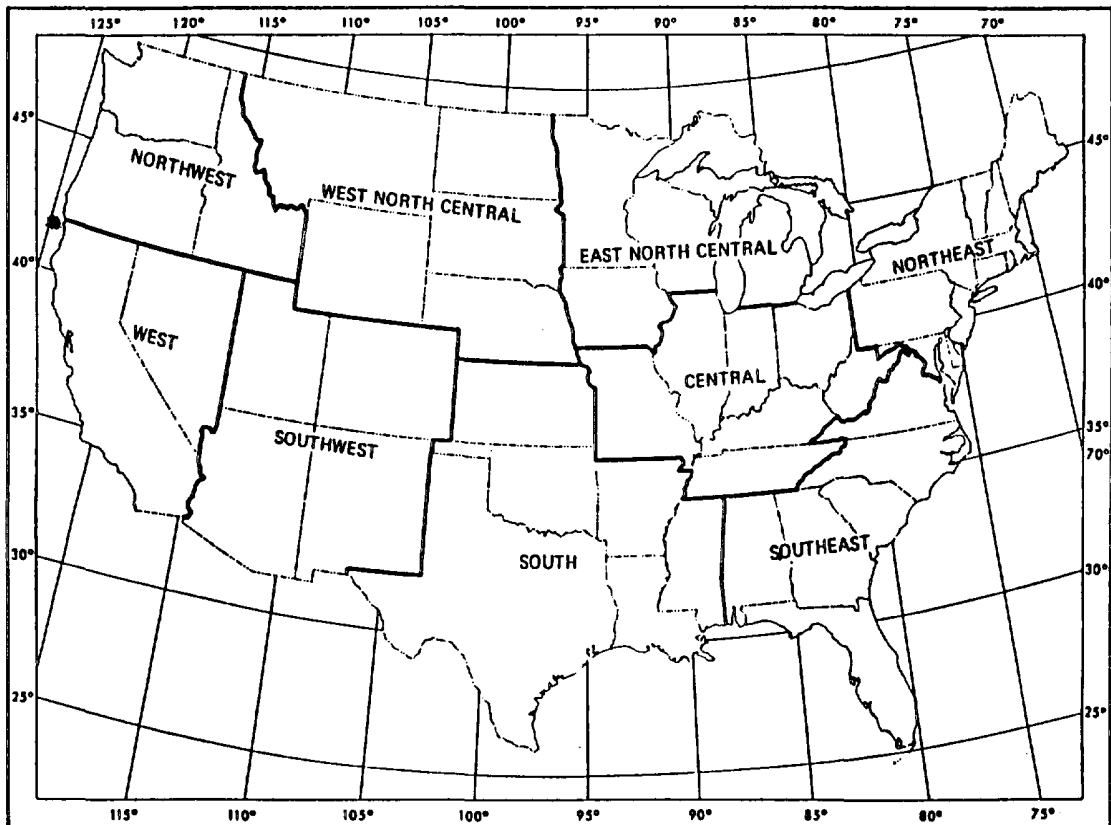 125° 120° 115° 110° 105° 100° 95° 90° 85° 80° 75° 70°
45° 45°
NORTHWEST
WEST NORTH CENTRAL
EAST NORTH CENTRAL
NORTHEAST
40° 40°
WEST
CENTRAL
35° 35°
70°
SOUTHWEST
SOUTH
SOUTHEAST
30° 30°
25° 25°
115° 105° 100° 95° 90° 85° 80° 75°